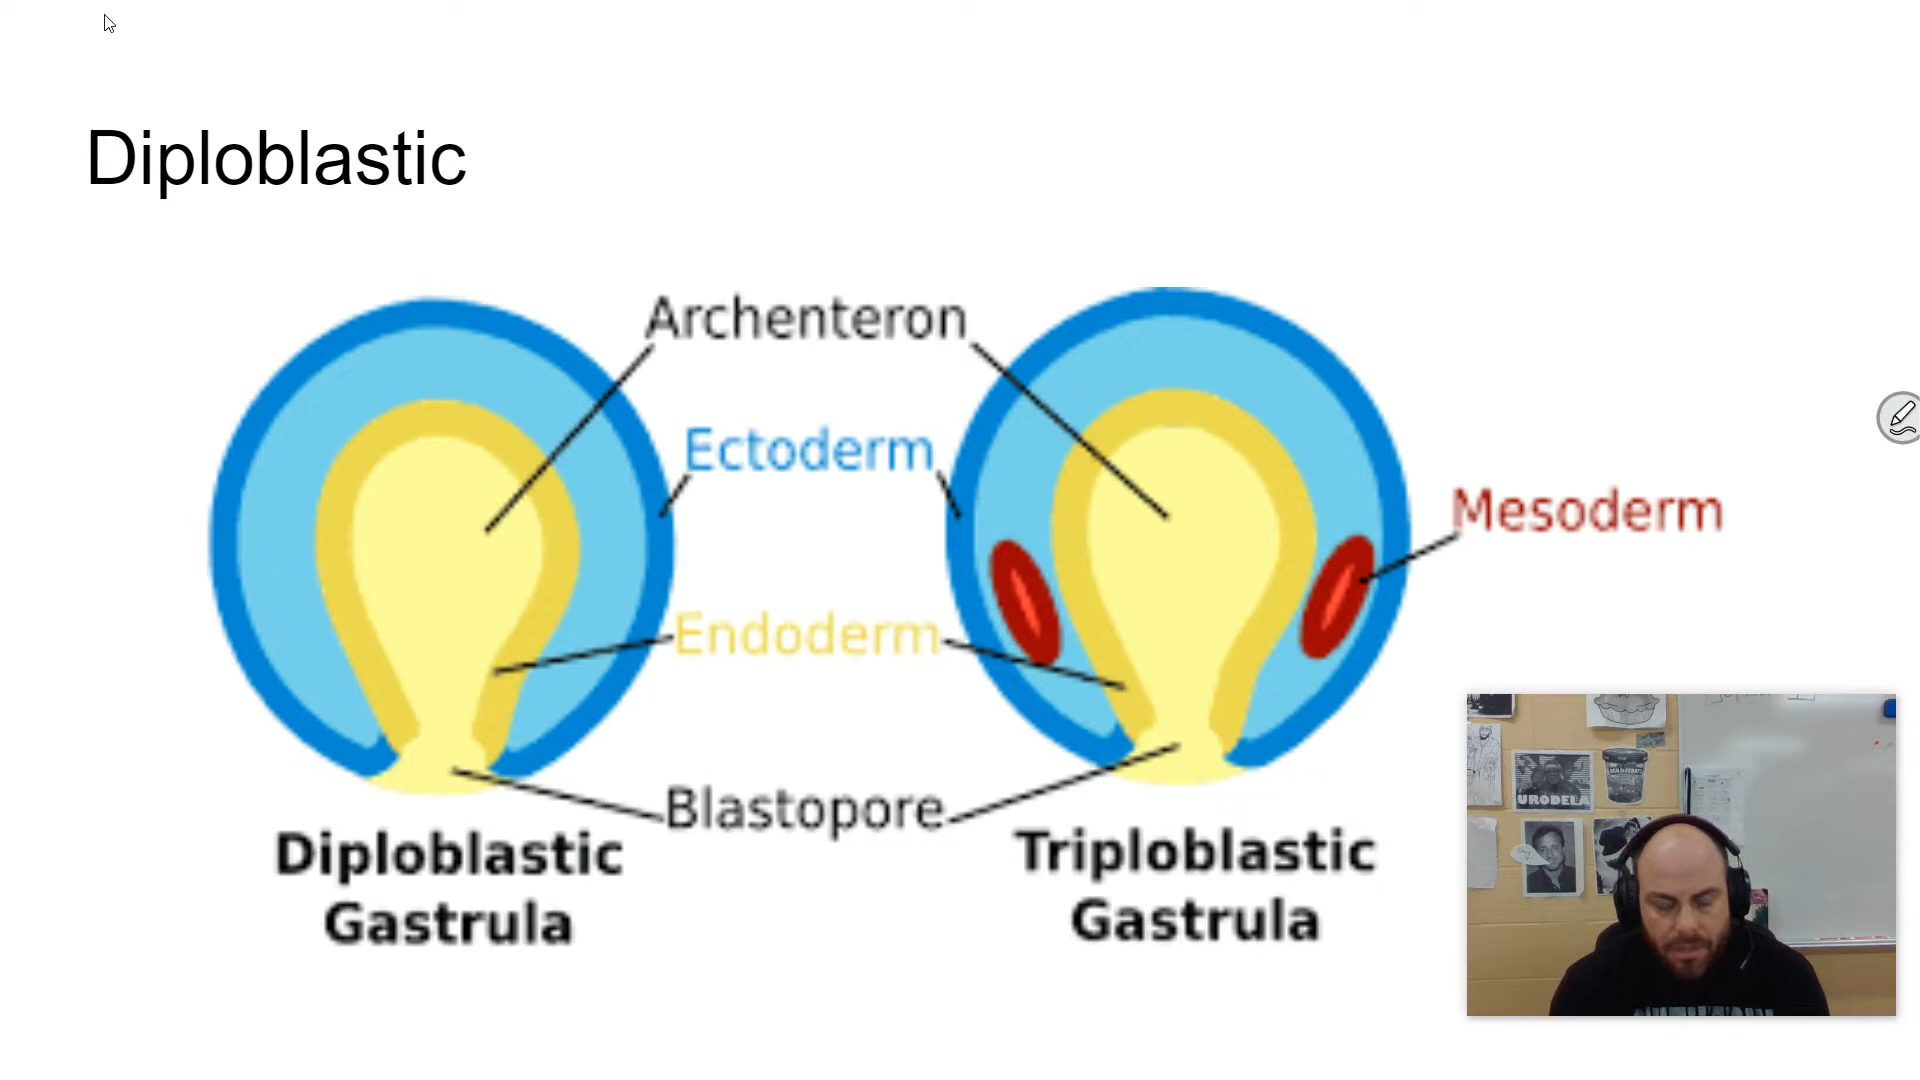 Diploblastic
Archenteron
Ectoderm
Mesoderm
Endoderm
Blastopore
Diploblastic
Gastrula
Triploblastic
Gastrula
URODELA